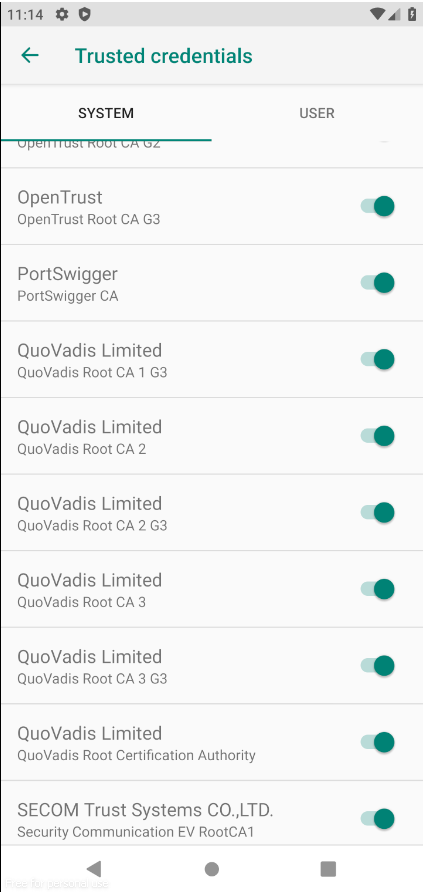 11:14
Trusted credentials
SYSTEM
USER
OpenTrust Root CA G2
OpenTrust
OpenTrust Root CA G3
PortSwigger
PortSwigger CA
QuoVadis Limited
QuoVadis Root CA 1 G3
QuoVadis Limited
QuoVadis Root CA 2
QuoVadis Limited
QuoVadis Root CA 2 G3
QuoVadis Limited
QuoVadis Root CA 3
QuoVadis Limited
QuoVadis Root CA 3 G3
QuoVadis Limited
QuoVadis Root Certification Authority
SECOM Trust Systems CO.,LTD.
Security Communication EV RootCA1
Free for personal use